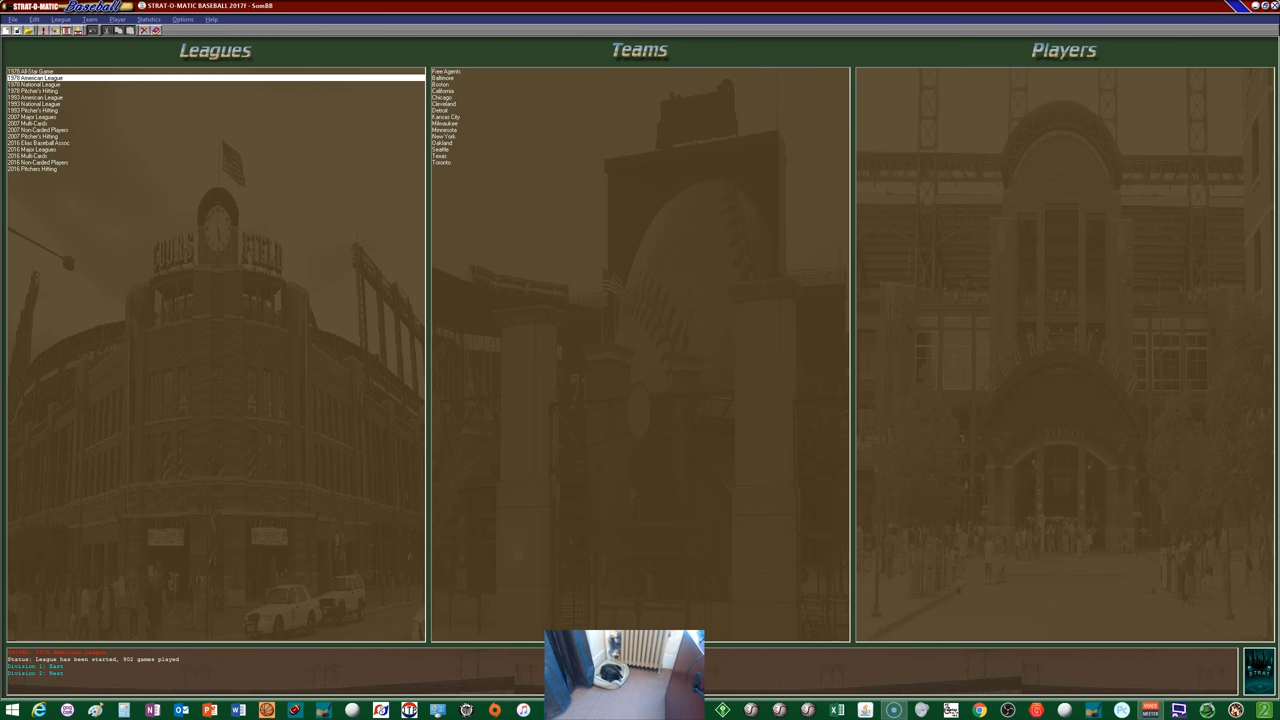 STRAT-O-MATIC Baseball STRAT-O-MATIC BASEBALL 2017f - SomBB
File Edit League Team Player Statistics Options Help
Leagues Teams Players
1978 All-Star Game
1978 American League
1978 National League
1978 Pitcher's Hitting
1993 American League
1993 National League
1993 Pitcher's Hitting
2007 Major Leagues
2007 Multi-Cards
2007 Non-Carded Players
2007 Pitcher's Hitting
2016 Elias Baseball Assoc
2016 Major Leagues
2016 Multi-Cards
2016 Non-Carded Players
2016 Pitchers Hitting
Free Agents
Baltimore
Boston
California
Chicago
Cleveland
Detroit
Kansas City
Milwaukee
Minnesota
New York
Oakland
Seattle
Texas
Toronto
COORS FIELD
1978 American League
Status: League has been started, 902 games played
Division 1: East
Division 2: West
STRAT